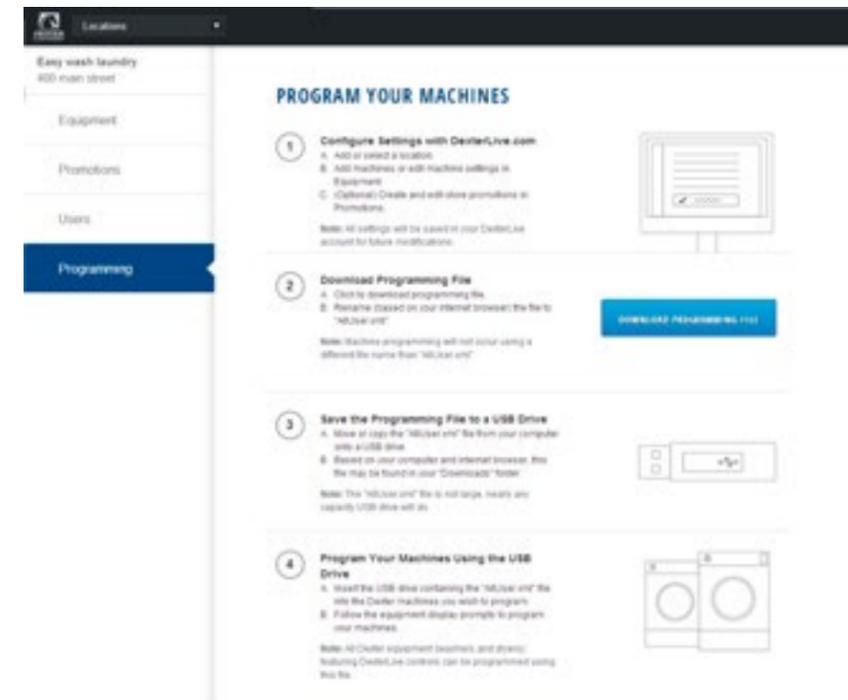 Locations
Easy wash laundry
400 main street
Equipment
Promotions
Users
Programming
PROGRAM YOUR MACHINES
1
Configure Settings with DexterLive.com
A. Add or select a location.
B. Add machines or edit machine settings in
Equipment
C. (Optional) Create and edit store promotions in
Promotions.
Note: All settings will be saved in your DexterLive
account for future modifications.
2
Download Programming File
A. Click to download programming file.
B. Rename (based on your internet browser) the file to
"AllUser.xml"
Note: Machine programming will not occur using a
different file name than "AllUser.xml"
DOWNLOAD PROGRAMMING FILE
3
Save the Programming File to a USB Drive
A. Move or copy the "AllUser.xml" file from your computer
onto a USB drive.
B. Based on your computer and internet browser, this
file may be found in your "Downloads" folder.
Note: The "AllUser.xml" file is not large, nearly any
capacity USB drive will do.
4
Program Your Machines Using the USB
Drive
A. Insert the USB drive containing the "AllUser.xml" file
into the Dexter machines you wish to program.
B. Follow the equipment display prompts to program
your machines.
Note: All Dexter equipment (washers and dryers)
featuring DexterLive controls can be programmed using
this file.